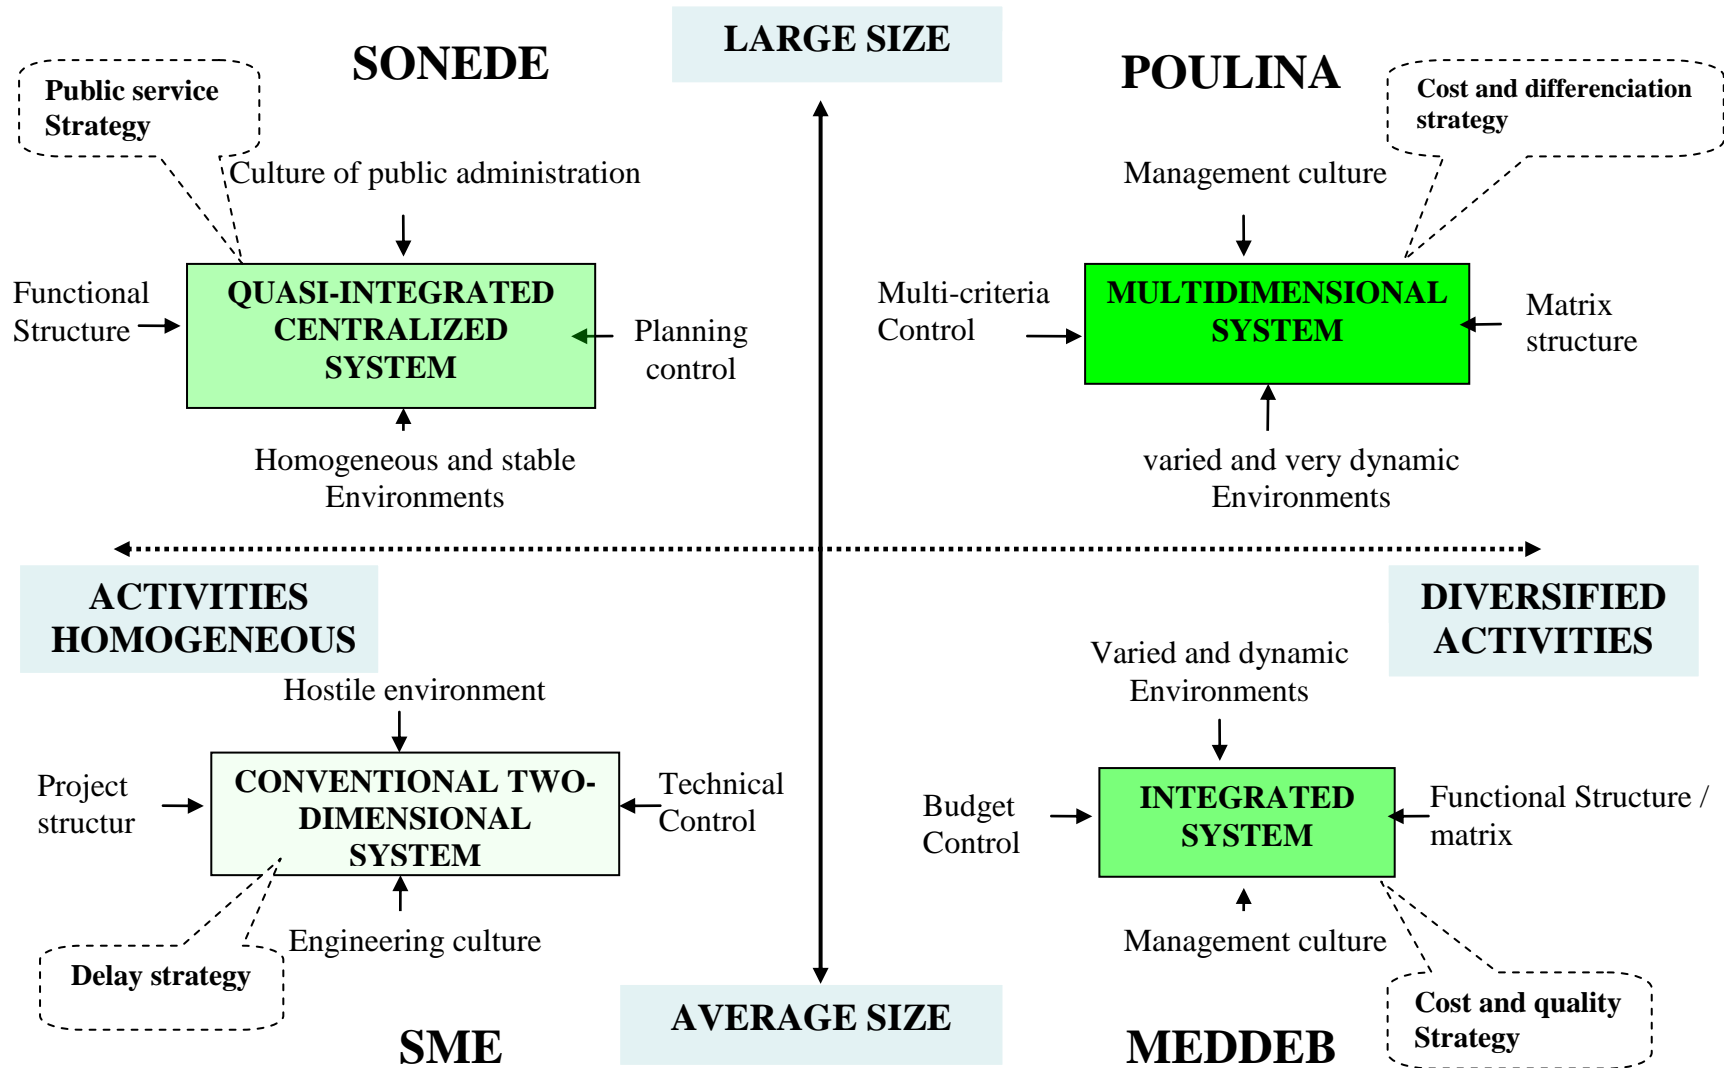 LARGE SIZE
SONEDE
POULINA
Public service
Strategy
Cost and differenciation
strategy
Culture of public administration
Management culture
Functional
Structure
QUASI-INTEGRATED
CENTRALIZED
SYSTEM
Planning
control
Multi-criteria
Control
MULTIDIMENSIONAL
SYSTEM
Matrix
structure
Homogeneous and stable
Environments
varied and very dynamic
Environments
ACTIVITIES
HOMOGENEOUS
DIVERSIFIED
ACTIVITIES
Hostile environment
Varied and dynamic
Environments
Project
structur
CONVENTIONAL TWO-
DIMENSIONAL
SYSTEM
Technical
Control
Budget
Control
INTEGRATED
SYSTEM
Functional Structure /
matrix
Engineering culture
Management culture
Delay strategy
Cost and quality
Strategy
AVERAGE SIZE
SME
MEDDEB